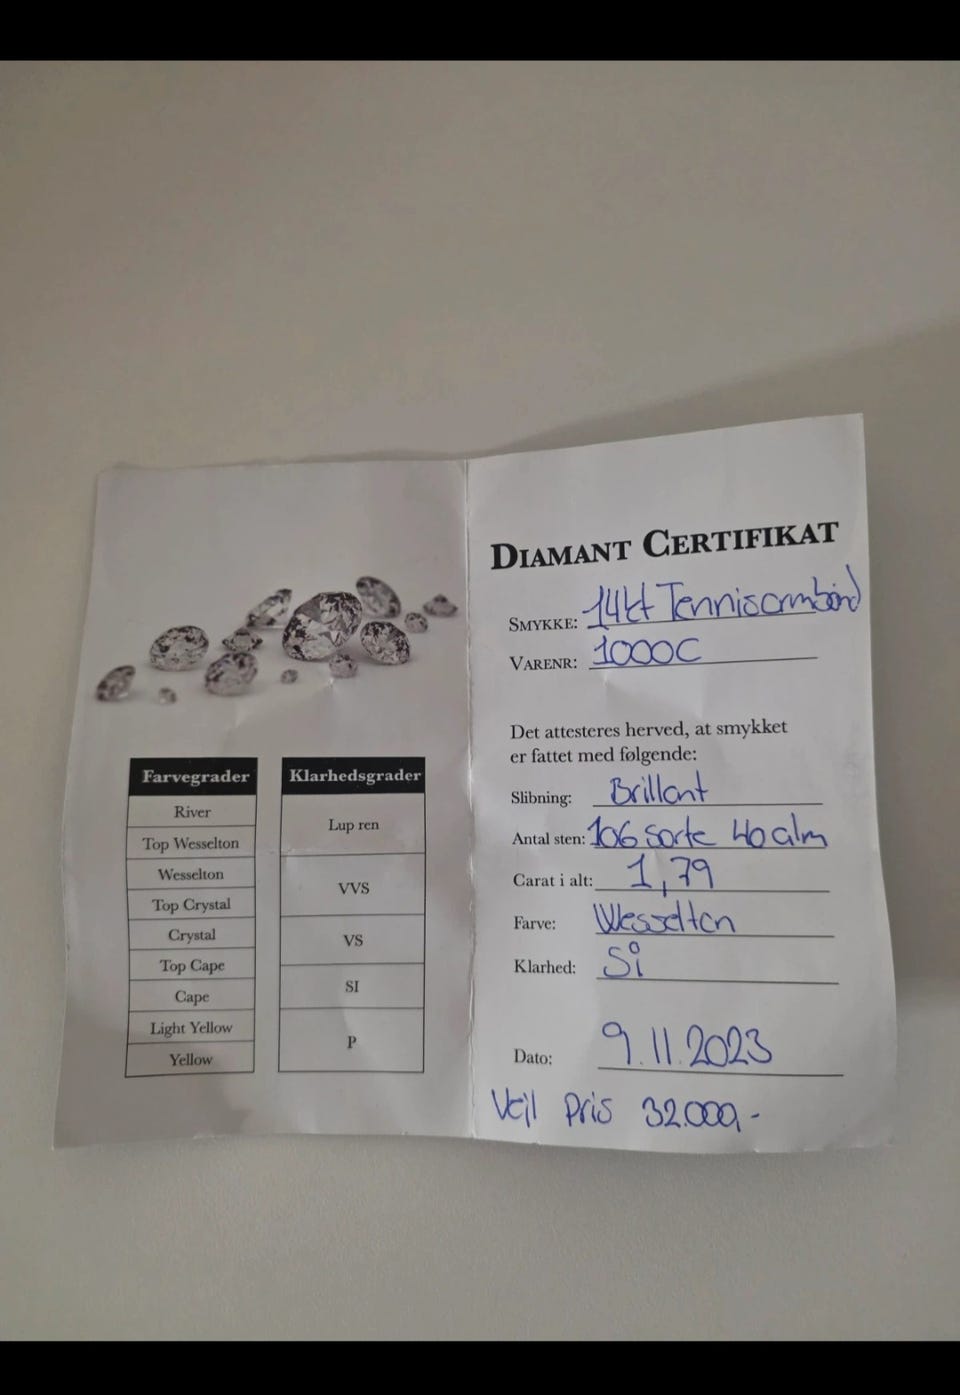 Farvegrader
River
Top Wesselton
Wesselton
Top Crystal
Crystal
Top Cape
Cape
Light Yellow
Yellow
Klarhedsgrader
Lup ren
VVS
VS
SI
P
DIAMANT CERTIFIKAT
SMYKKE: 14kt Tennisarmbånd
VARENR: 1000C
Det attesteres herved, at smykket
er fattet med følgende:
Slibning: Brillant
Antal sten: 106 sorte 40 alm
Carat i alt: 1,79
Farve: Wesselton
Klarhed: Si
Dato: 9.11.2023
Vejl Pris 32.000,-